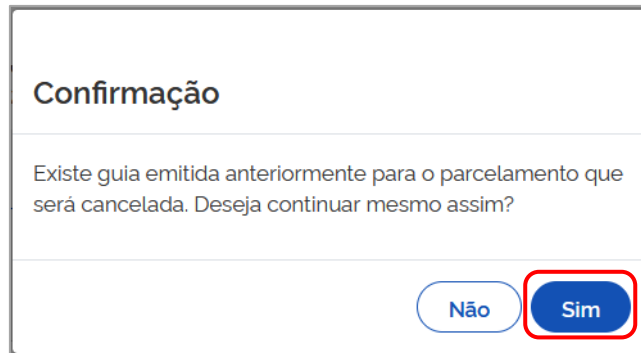 Confirmação
Existe guia emitida anteriormente para o parcelamento que
será cancelada. Deseja continuar mesmo assim?
Não
Sim